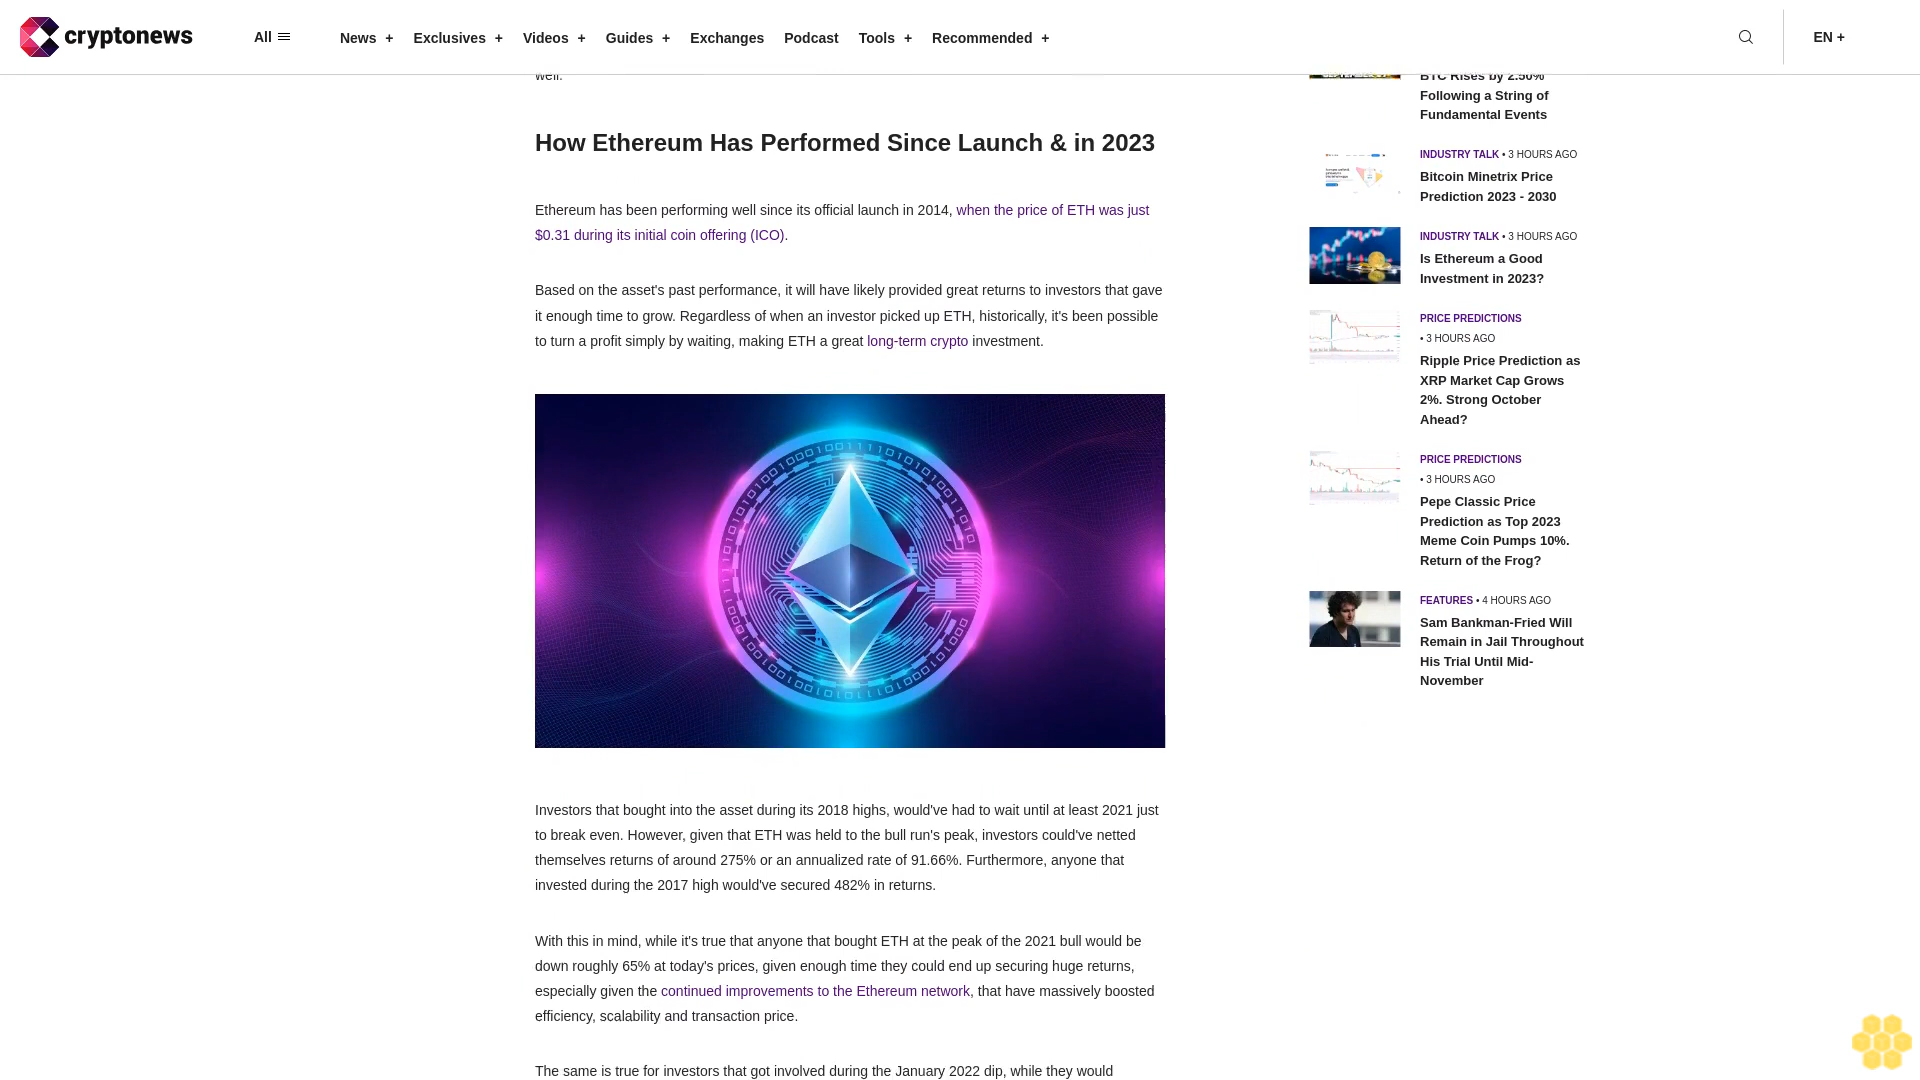 cryptonews
All
News +
Exclusives +
Videos +
Guides +
Exchanges
Podcast
Tools +
Recommended +
EN +
well.
How Ethereum Has Performed Since Launch & in 2023
Ethereum has been performing well since its official launch in 2014, when the price of ETH was just
$0.31 during its initial coin offering (ICO).
Based on the asset's past performance, it will have likely provided great returns to investors that gave
it enough time to grow. Regardless of when an investor picked up ETH, historically, it's been possible
to turn a profit simply by waiting, making ETH a great long-term crypto investment.
Investors that bought into the asset during its 2018 highs, would've had to wait until at least 2021 just
to break even. However, given that ETH was held to the bull run's peak, investors could've netted
themselves returns of around 275% or an annualized rate of 91.66%. Furthermore, anyone that
invested during the 2017 high would've secured 482% in returns.
With this in mind, while it's true that anyone that bought ETH at the peak of the 2021 bull would be
down roughly 65% at today's prices, given enough time they could end up securing huge returns,
especially given the continued improvements to the Ethereum network, that have massively boosted
efficiency, scalability and transaction price.
The same is true for investors that got involved during the January 2022 dip, while they would
BTC Rises by 2.50%
Following a String of
Fundamental Events
INDUSTRY TALK • 3 HOURS AGO
Bitcoin Minetrix Price
Prediction 2023 - 2030
INDUSTRY TALK • 3 HOURS AGO
Is Ethereum a Good
Investment in 2023?
PRICE PREDICTIONS
• 3 HOURS AGO
Ripple Price Prediction as
XRP Market Cap Grows
2%. Strong October
Ahead?
PRICE PREDICTIONS
• 3 HOURS AGO
Pepe Classic Price
Prediction as Top 2023
Meme Coin Pumps 10%.
Return of the Frog?
FEATURES • 4 HOURS AGO
Sam Bankman-Fried Will
Remain in Jail Throughout
His Trial Until Mid-
November